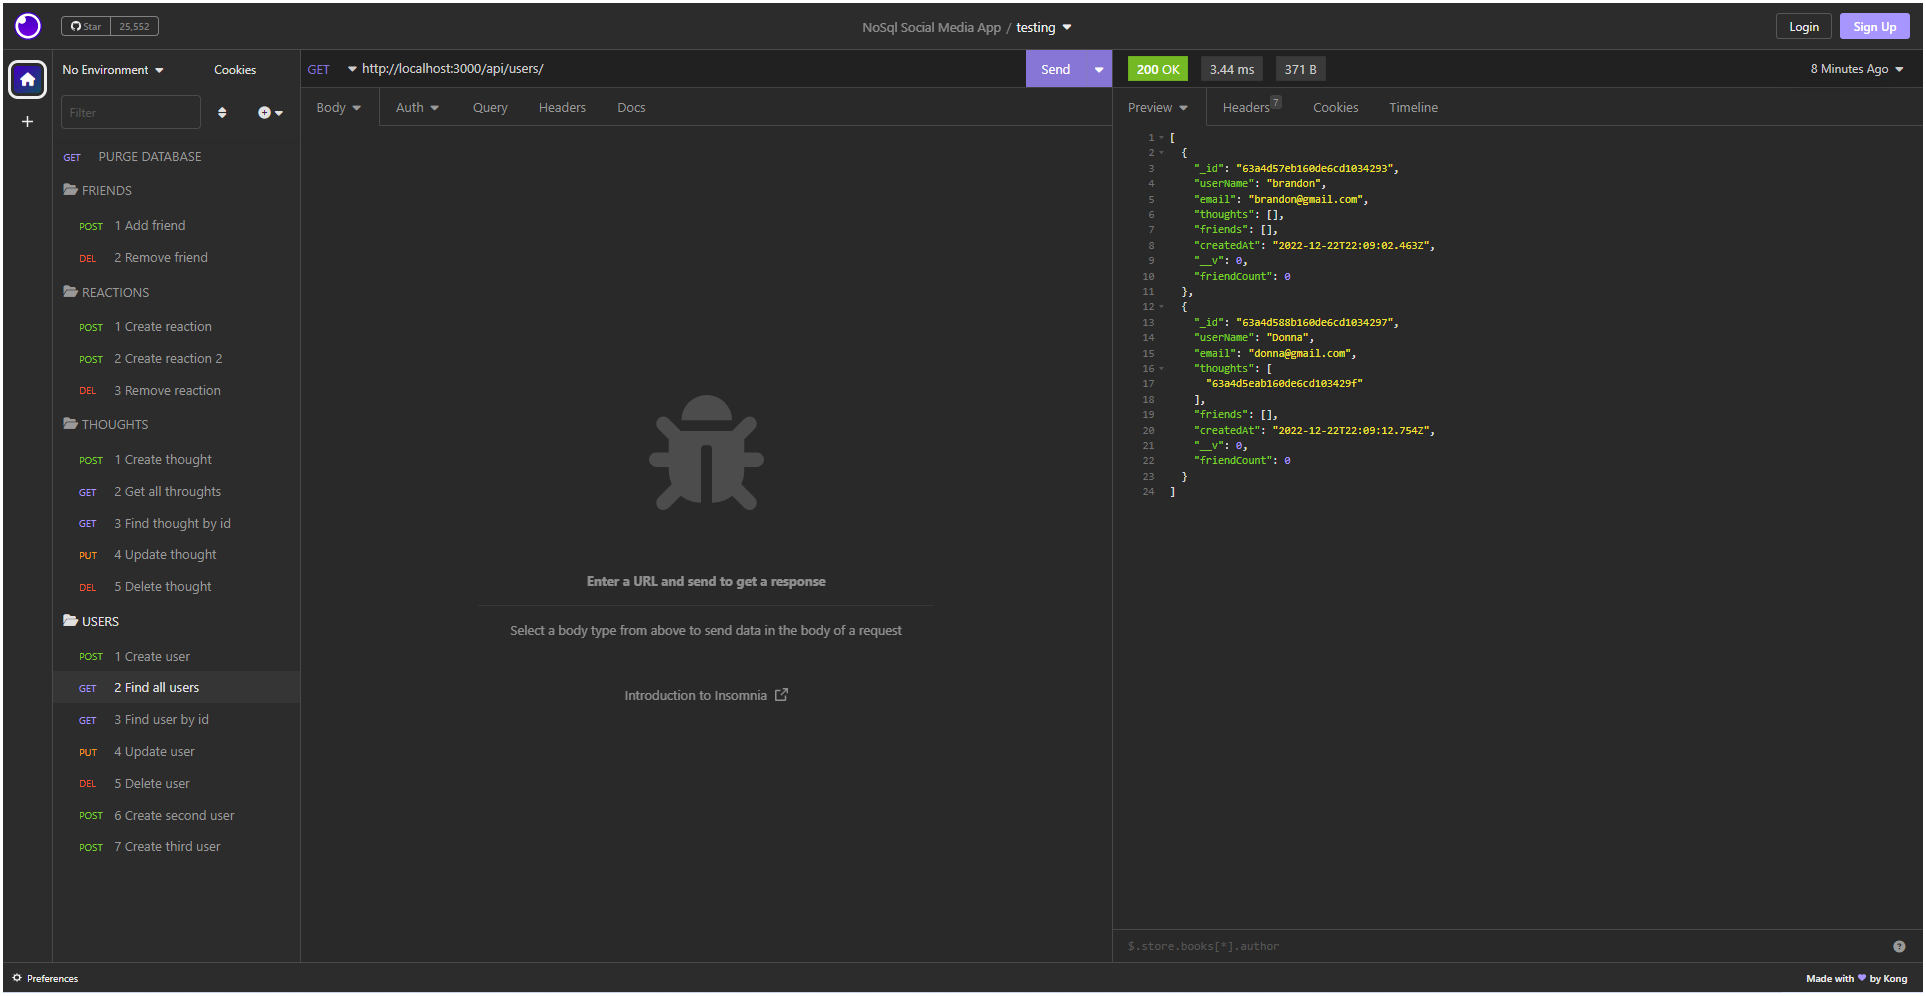 Star 25,552
NoSql Social Media App / testing
Login
Sign Up
No Environment
Cookies
Filter
GET PURGE DATABASE
FRIENDS
POST 1 Add friend
DEL 2 Remove friend
REACTIONS
POST 1 Create reaction
POST 2 Create reaction 2
DEL 3 Remove reaction
THOUGHTS
POST 1 Create thought
GET 2 Get all throughts
GET 3 Find thought by id
PUT 4 Update thought
DEL 5 Delete thought
USERS
POST 1 Create user
GET 2 Find all users
GET 3 Find user by id
PUT 4 Update user
DEL 5 Delete user
POST 6 Create second user
POST 7 Create third user
GET http://localhost:3000/api/users/ Send
Body Auth Query Headers Docs
Enter a URL and send to get a response
Select a body type from above to send data in the body of a request
Introduction to Insomnia
200 OK 3.44 ms 371 B 8 Minutes Ago
Preview Headers 7 Cookies Timeline
1 [
2 {
3 "_id": "63a4d57eb160de6cd1034293",
4 "userName": "brandon",
5 "email": "brandon@gmail.com",
6 "thoughts": [],
7 "friends": [],
8 "createdAt": "2022-12-22T22:09:02.463Z",
9 "__v": 0,
10 "friendCount": 0
11 },
12 {
13 "_id": "63a4d588b160de6cd1034297",
14 "userName": "Donna",
15 "email": "donna@gmail.com",
16 "thoughts": [
17 "63a4d5eab160de6cd103429f"
18 ],
19 "friends": [],
20 "createdAt": "2022-12-22T22:09:12.754Z",
21 "__v": 0,
22 "friendCount": 0
23 }
24 ]
$.store.books[*].author
Preferences
Made with ♥ by Kong